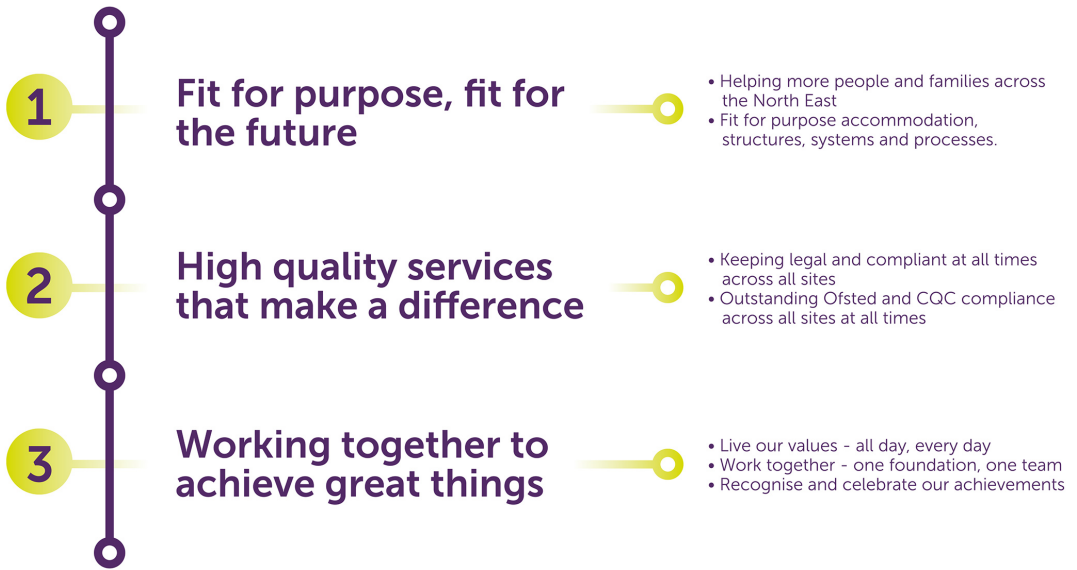 1
Fit for purpose, fit for
the future
• Helping more people and families across
the North East
• Fit for purpose accommodation,
structures, systems and processes.
2
High quality services
that make a difference
• Keeping legal and compliant at all times
across all sites
• Outstanding Ofsted and CQC compliance
across all sites at all times
3
Working together to
achieve great things
• Live our values - all day, every day
• Work together - one foundation, one team
• Recognise and celebrate our achievements